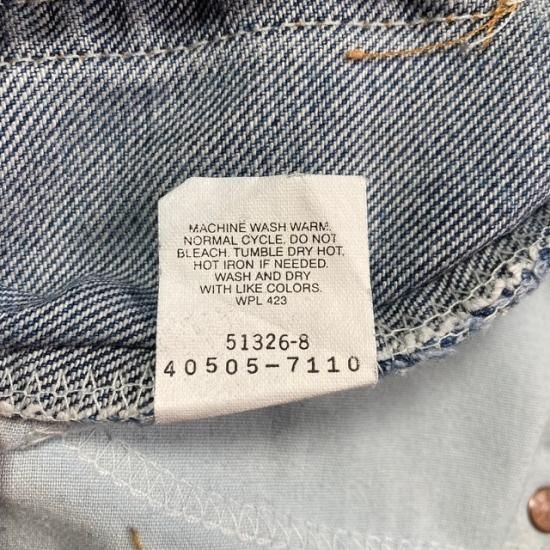 MACHINE WASH WARM.
NORMAL CYCLE. DO NOT
BLEACH. TUMBLE DRY HOT.
HOT IRON IF NEEDED.
WASH AND DRY
WITH LIKE COLORS.
WPL 423
51326-8
40505-7110